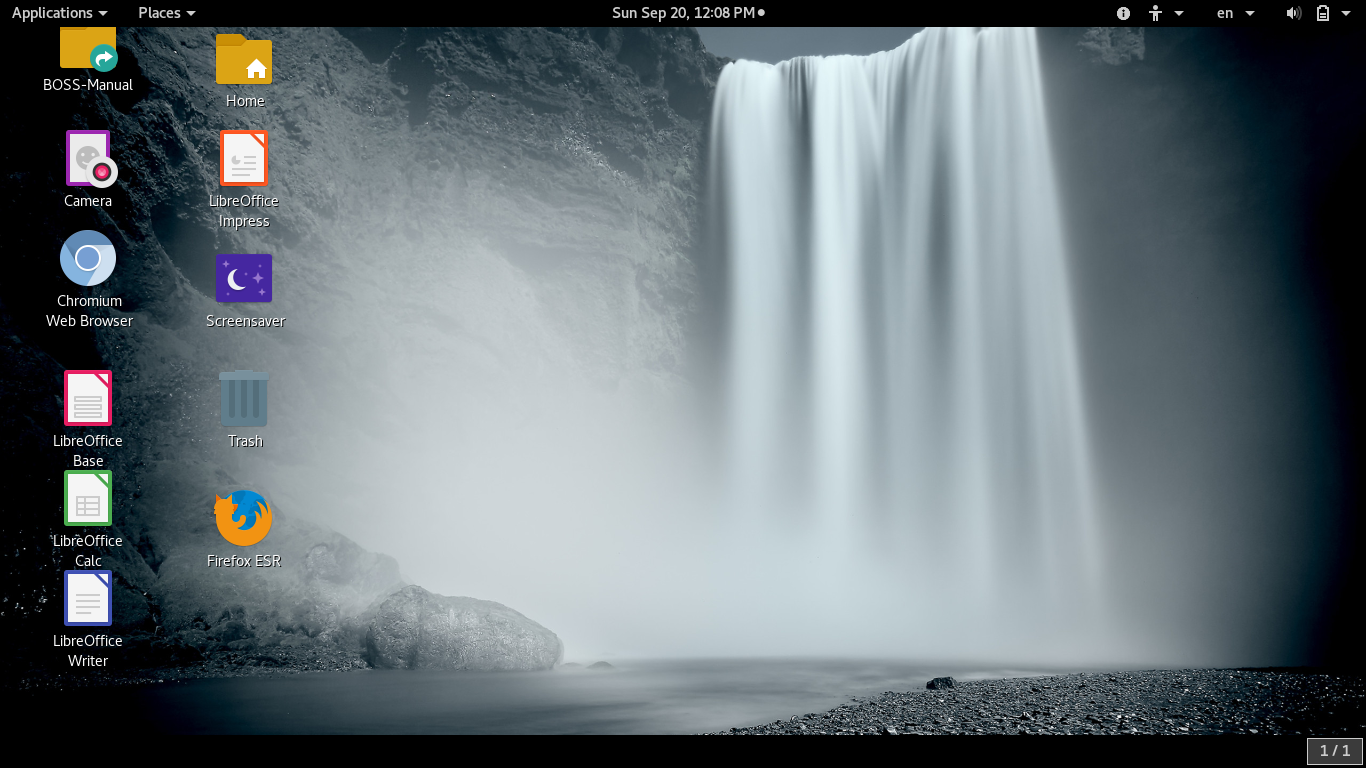 Applications
Places
Sun Sep 20, 12:08 PM
en
BOSS-Manual
Home
Camera
LibreOffice
Impress
Chromium
Web Browser
Screensaver
LibreOffice
Base
Trash
LibreOffice
Calc
Firefox ESR
LibreOffice
Writer
1 / 1